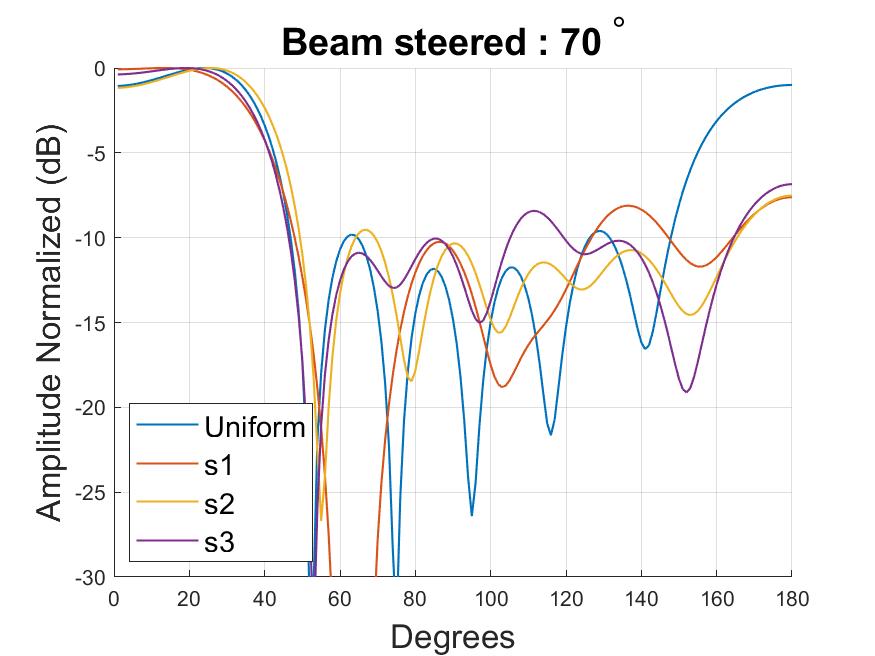 Beam steered : 70 °
Amplitude Normalized (dB)
0
-5
-10
-15
-20
-25
-30
Uniform
s1
s2
s3
0 20 40 60 80 100 120 140 160 180
Degrees